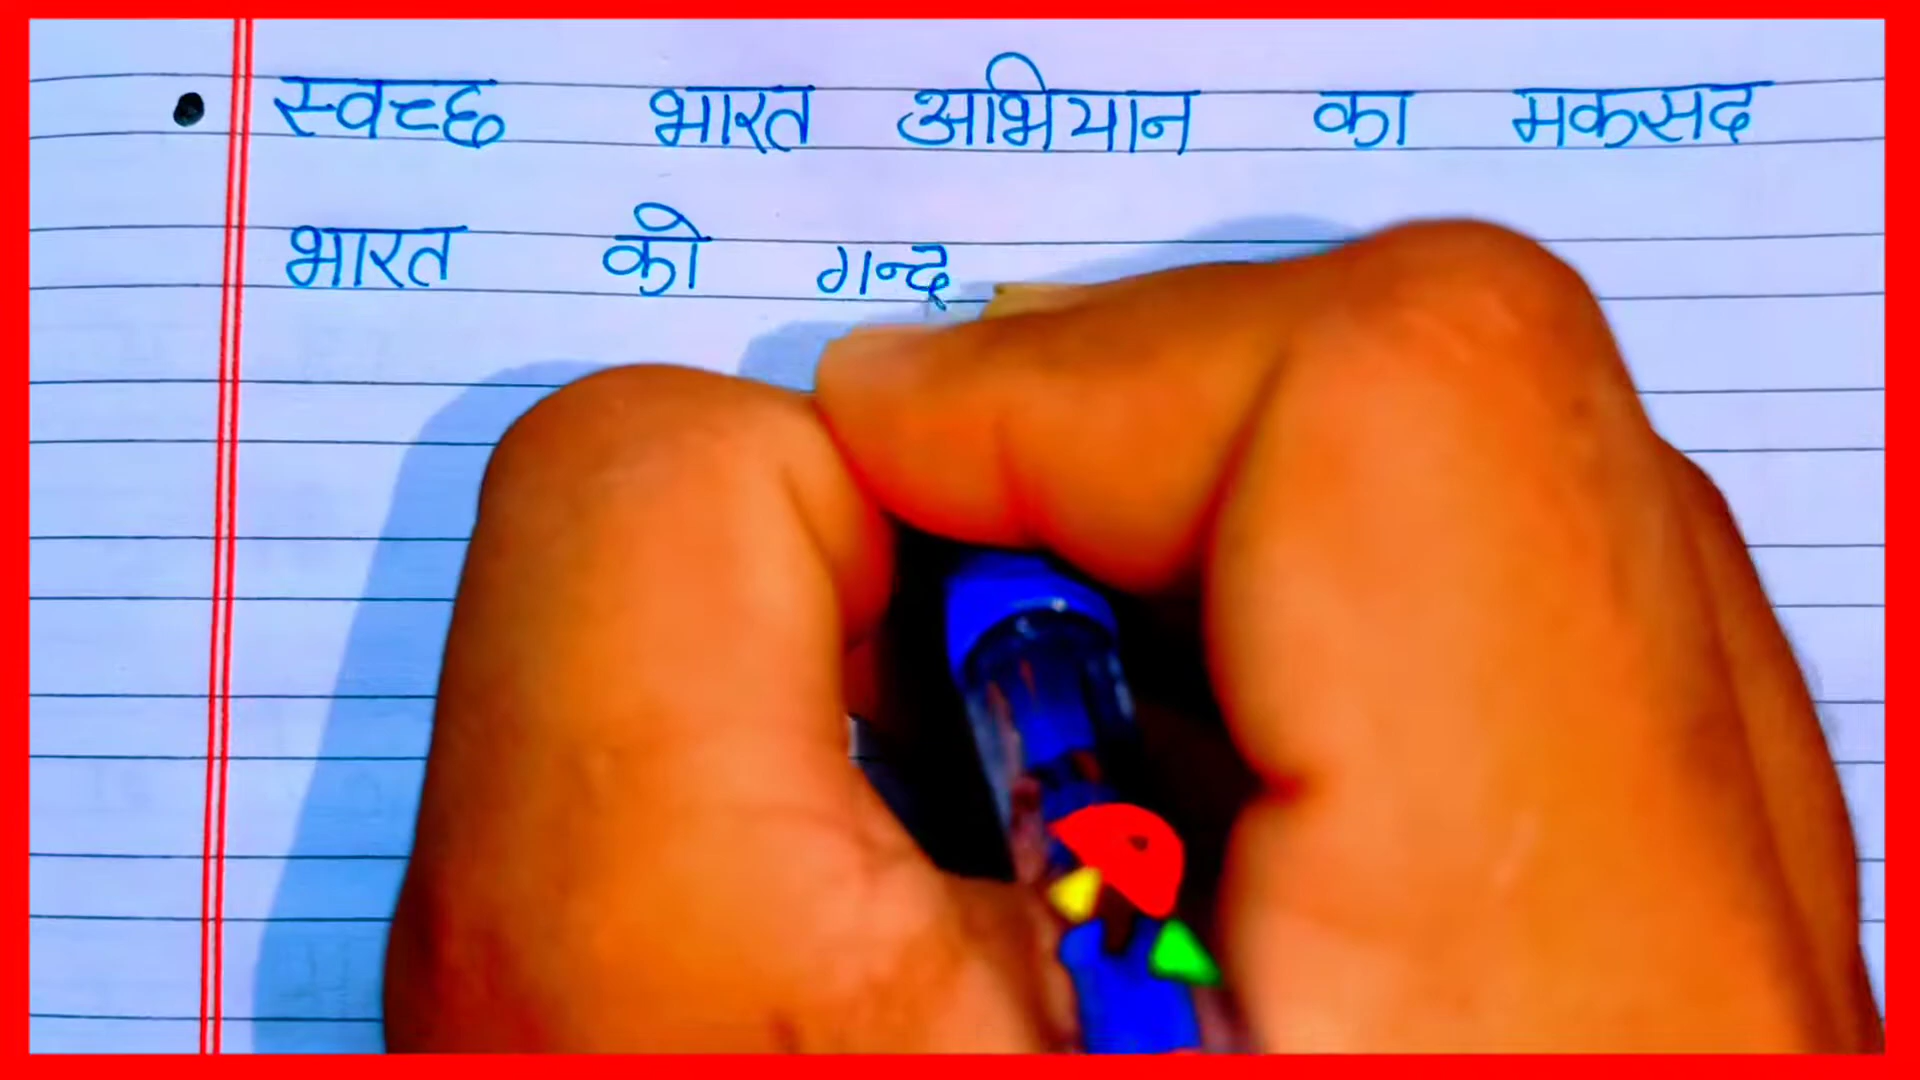 स्वच्छ भारत अभियान का मकसद
भारत को गन्द